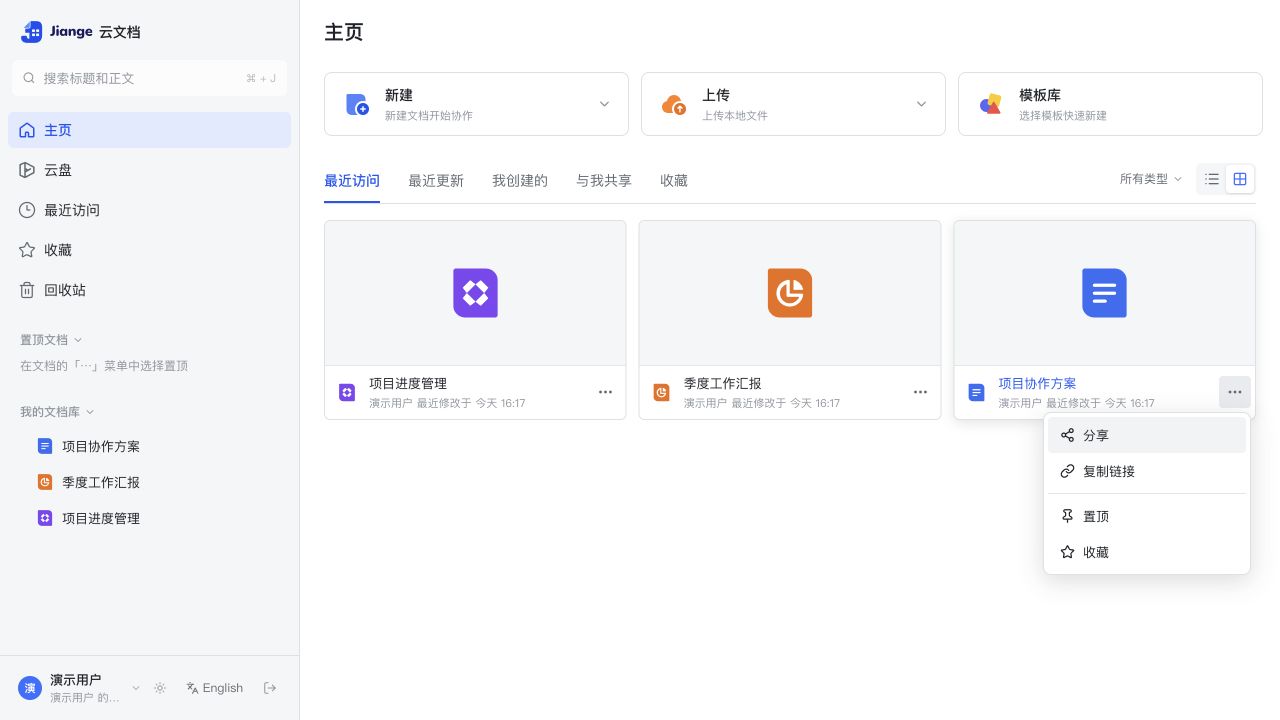 Jiange 云文档
搜索标题和正文 ⌘ + J
主页
云盘
最近访问
收藏
回收站
置顶文档
在文档的「…」菜单中选择置顶
我的文档库
项目协作方案
季度工作汇报
项目进度管理
演 演示用户
演示用户 的…
English
主页
新建
新建文档开始协作
上传
上传本地文件
模板库
选择模板快速新建
最近访问 最近更新 我创建的 与我共享 收藏 所有类型
项目进度管理
演示用户 最近修改于 今天 16:17
季度工作汇报
演示用户 最近修改于 今天 16:17
项目协作方案
演示用户 最近修改于 今天 16:17
分享
复制链接
置顶
收藏